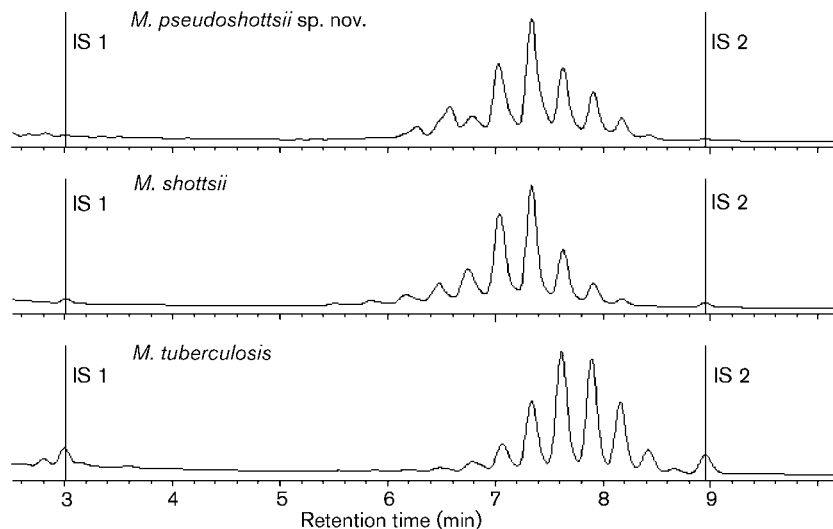 M. pseudoshottsii sp. nov.
IS 1
IS 2
M. shottsii
IS 1
IS 2
M. tuberculosis
IS 1
IS 2
3 4 5 6 7 8 9
Retention time (min)